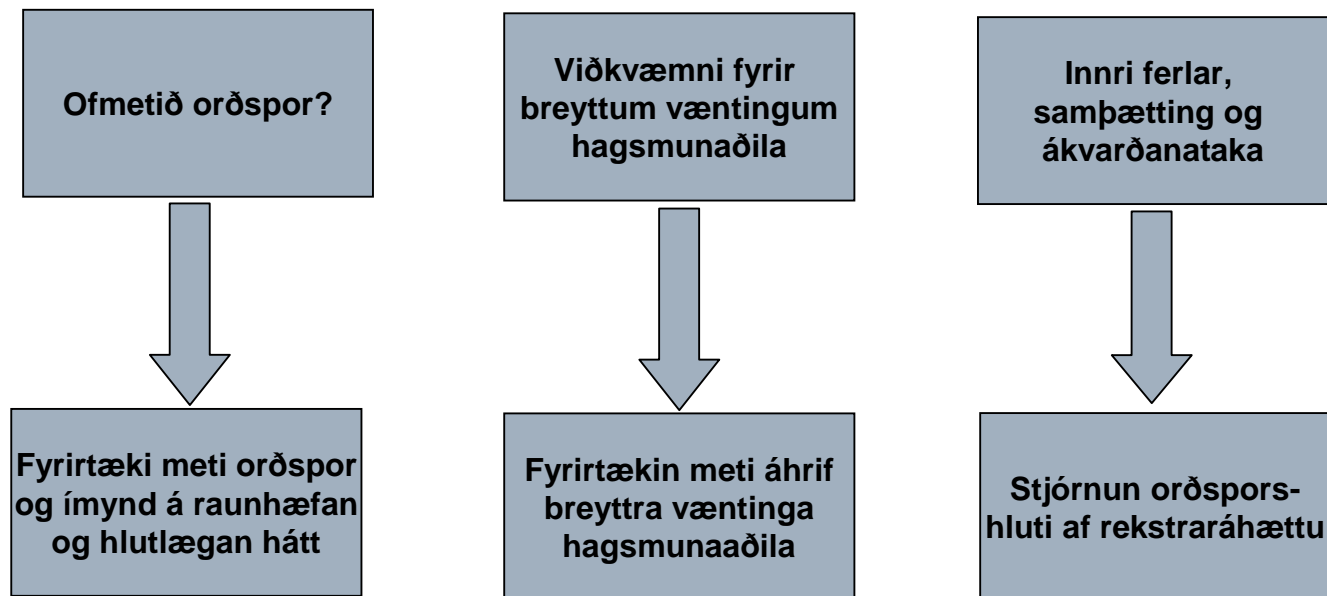 Ofmetið orðspor?
Viðkvæmni fyrir
breyttum væntingum
hagsmunaðila
Innri ferlar,
samþætting og
ákvarðanataka
Fyrirtæki meti orðspor
og ímynd á raunhæfan
og hlutlægan hátt
Fyrirtækin meti áhrif
breyttra væntinga
hagsmunaaðila
Stjórnun orðspors-
hluti af rekstraráhættu